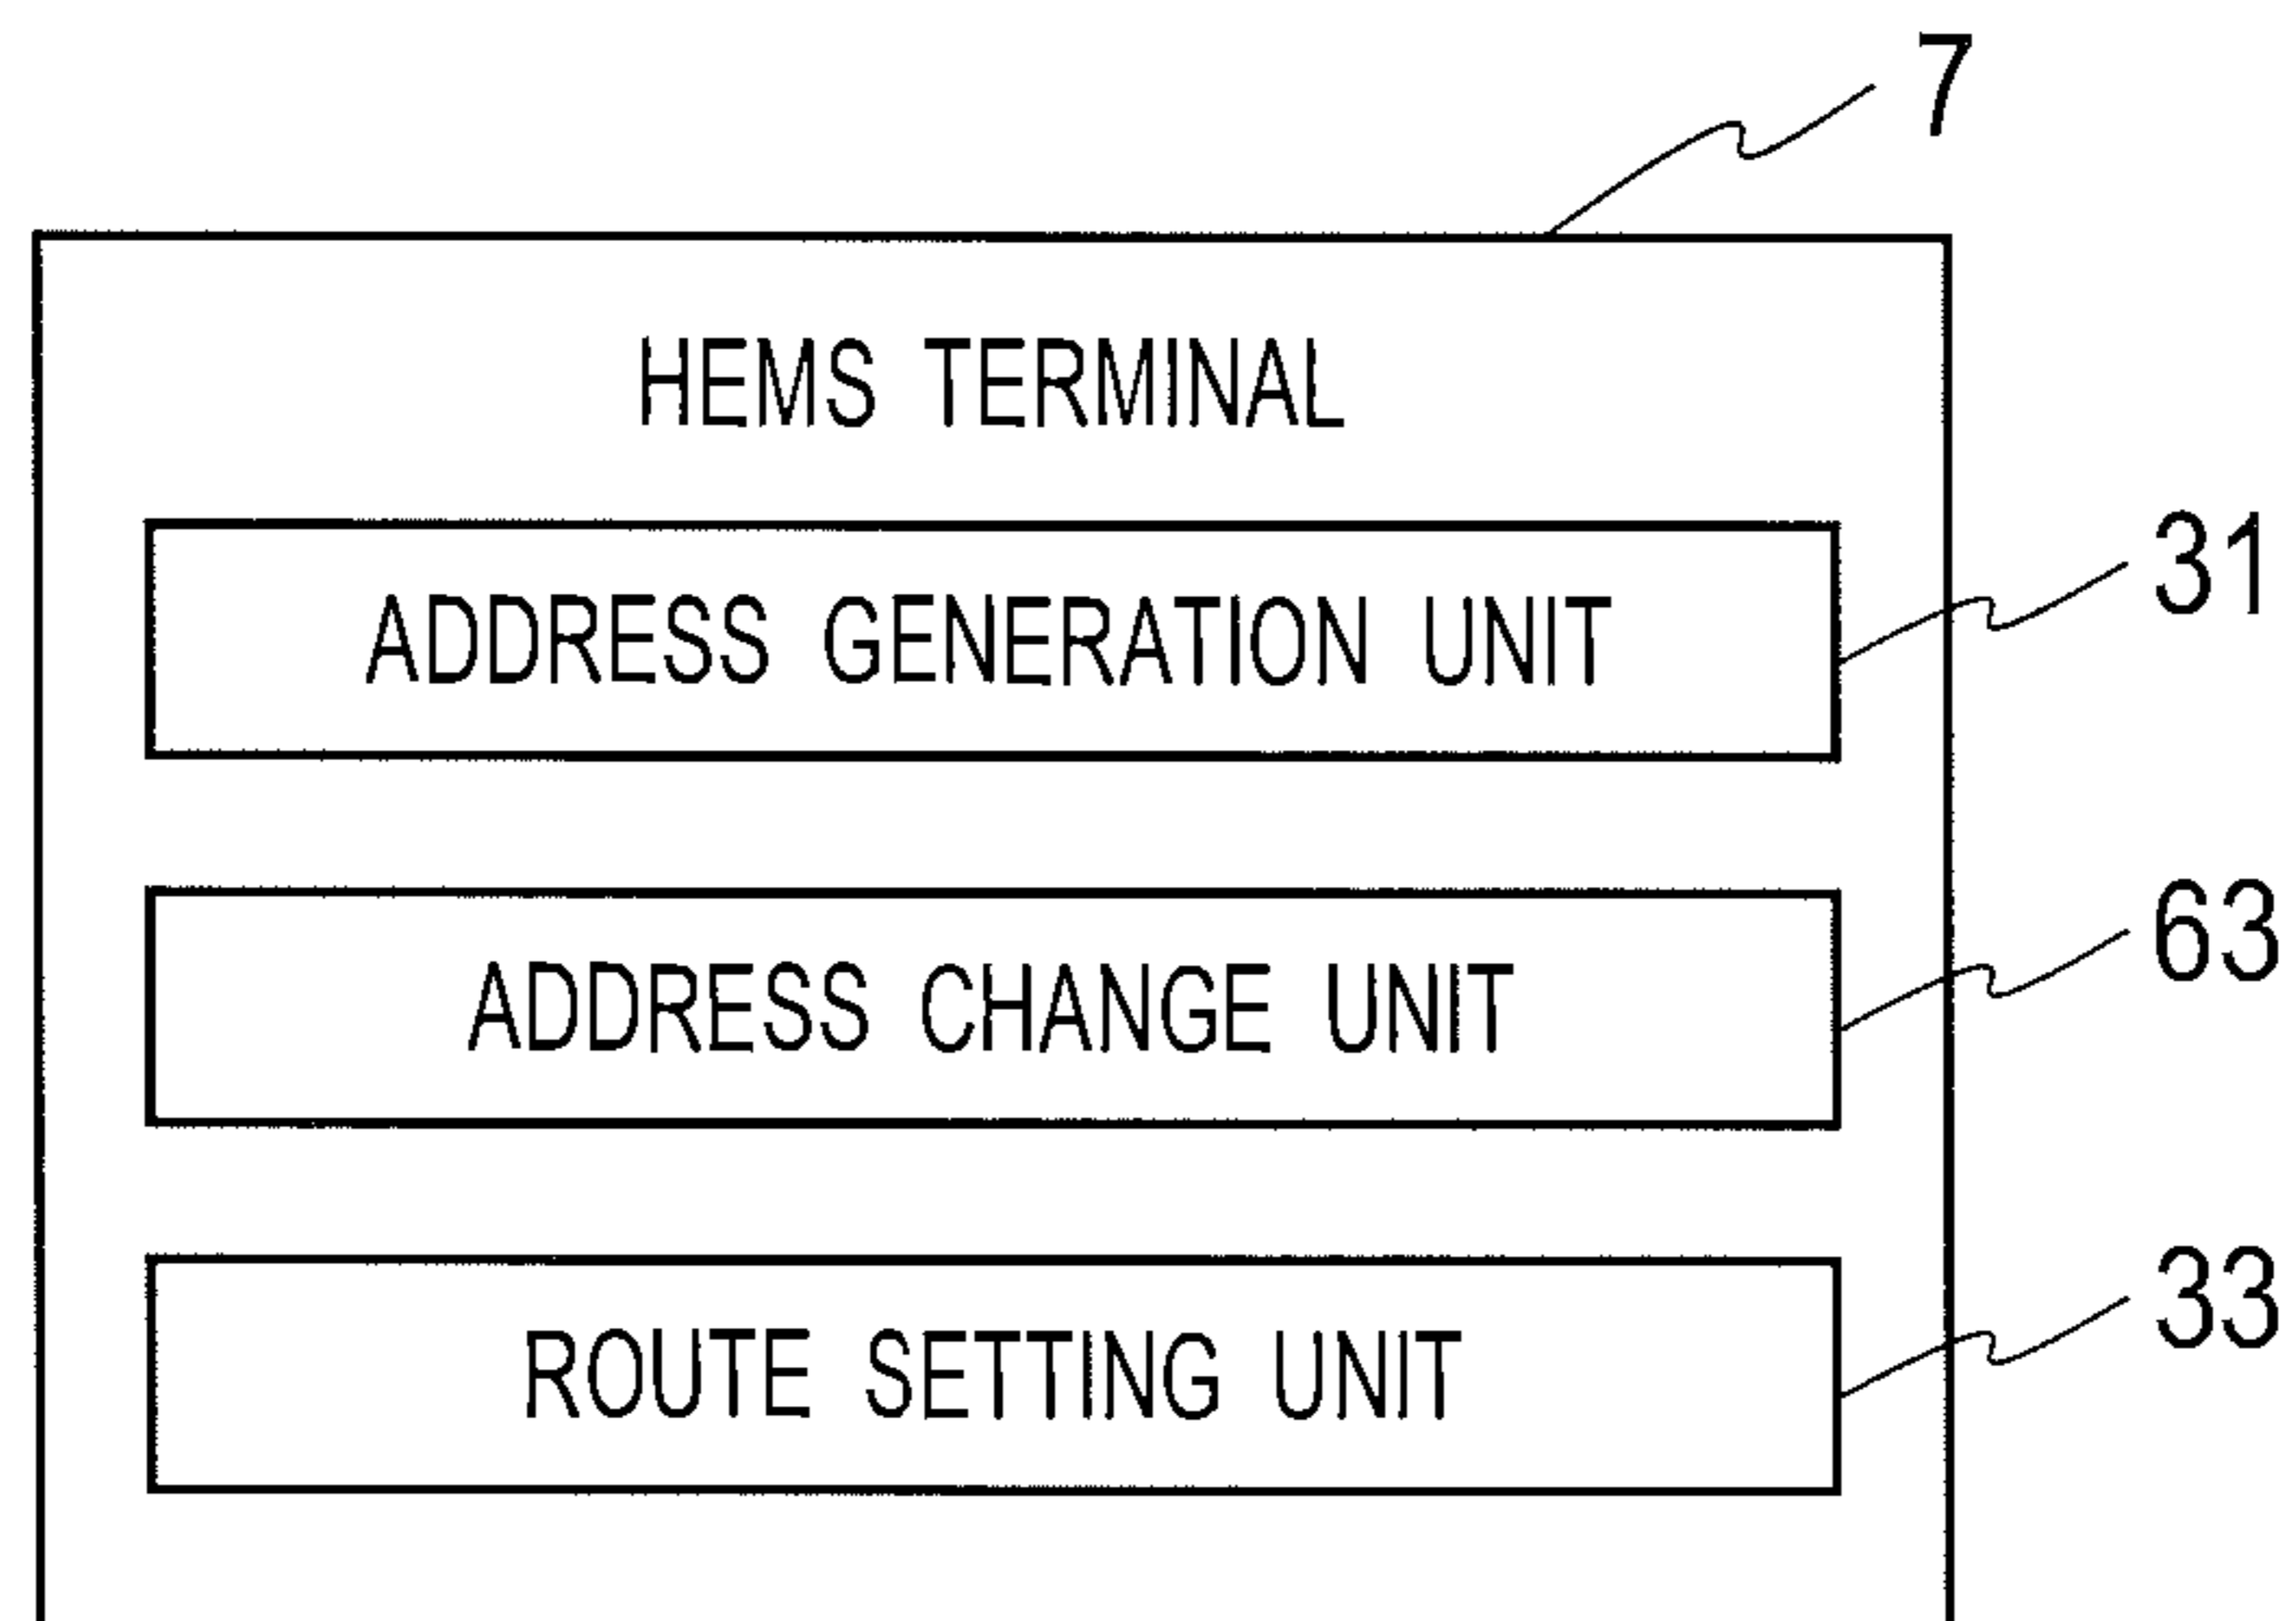 7
HEMS TERMINAL
ADDRESS GENERATION UNIT
31
ADDRESS CHANGE UNIT
63
ROUTE SETTING UNIT
33